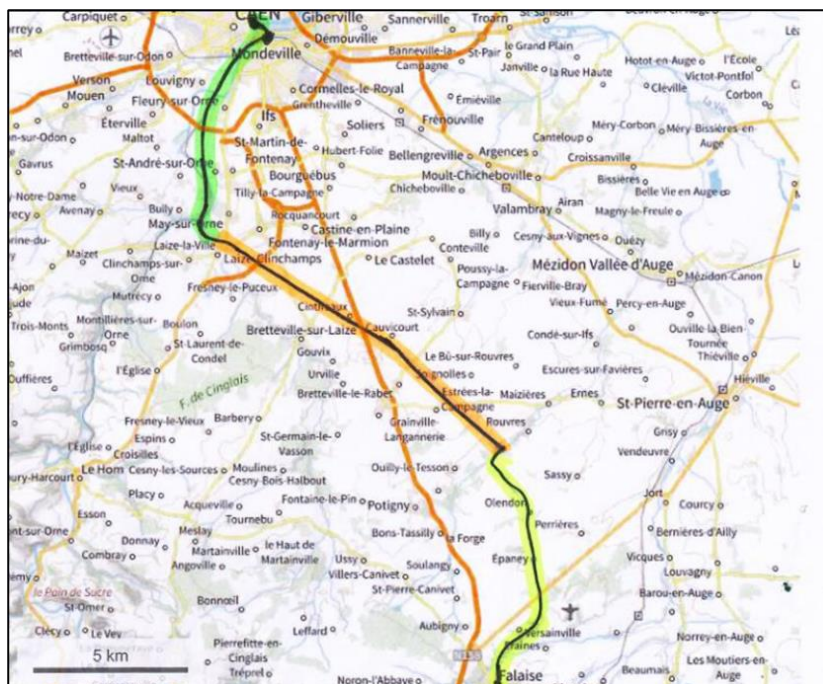 CAEN
Carpiquet
Giberville
Sannerville
Troarn
Démouville
Mondeville
Banneville-la-
Campagne
St-Pair
le Grand Plain
Janville
la Rue Haute
Hotot-en-Auge
l'École
Victot-Pontfol
Cléville
Corbon
Bretteville-sur-Odon
Verson
Mouen
Louvigny
Cormelles-le-Royal
Grentheville
Émiéville
Fleury-sur-Orne
Ifs
Soliers
Frénouville
Éterville
Maltot
Canteloup
Méry-Corbon
Méry-Bissières-en-
Auge
St-Martin-de-
Fontenay
Hubert-Folie
Bellengreville
Argences
Croissanville
Gavrus
St-André-sur-Orne
Bourguébus
Moult-Chicheboville
Bissières
Vieux
Tilly-la-Campagne
Chicheboville
Belle Vie en Auge
Avenay
Bully
Rocquancourt
Valambray
Airan
Magny-le-Freule
May-sur-Orne
Castine-en-Plaine
Billy
Cesny-aux-Vignes
Ouézy
Laize-la-Ville
Fontenay-le-Marmion
Conteville
Maizet
Clinchamps-sur-
Orne
Laize-Clinchamps
Le Castelet
Poussy-la-
Campagne
Mézidon Vallée d'Auge
Fierville-Bray
Mézidon-Canon
Mutrécy
Fresney-le-Puceux
Vieux-Fumé
Percy-en-Auge
Trois-Monts
Montillières-sur-
Orne
Boulon
Cintheaux
St-Sylvain
Grimbosq
Bretteville-sur-Laize
Cauvicourt
Condé-sur-Ifs
Ouville-la-Bien
Tournée
Thiéville
St-Laurent-de-
Condel
Gouvix
Le Bû-sur-Rouvres
l'Église
Urville
Escures-sur-Favières
Hiéville
F. de Cinglais
Bretteville-le-Rabet
Estrées-la-
Campagne
Maizières
Ernes
St-Pierre-en-Auge
Fresney-le-Vieux
Barbery
Grainville-
Langannerie
Rouvres
Grisy
Espins
Croisilles
St-Germain-le-
Vasson
Vendeuvre
l'Église
Le Hom
Cesny-les-Sources
Moulines
Cesny-Bois-Halbout
Ouilly-le-Tesson
Sassy
Placy
Acqueville
Fontaine-le-Pin
Potigny
Olendon
Jort
Courcy
Esson
Tournebu
Perrières
Meslay
Donnay
Martainville
le Haut de
Martainville
Bons-Tassilly
la Forge
Bernières-d'Ailly
Combray
Angoville
Ussy
Villers-Canivet
Soulangy
Épaney
Vicques
Louvagny
le Pain de Sucre
St-Pierre-Canivet
Barou-en-Auge
St-Omer
Bonnœil
Clécy
Le Vey
Leffard
Aubigny
Versainville
Norrey-en-Auge
Pierrefitte-en-
Cinglais
Tréprel
Noron-l'Abbaye
Falaise
Beaumais
Les Moutiers-en-
Auge
5 km